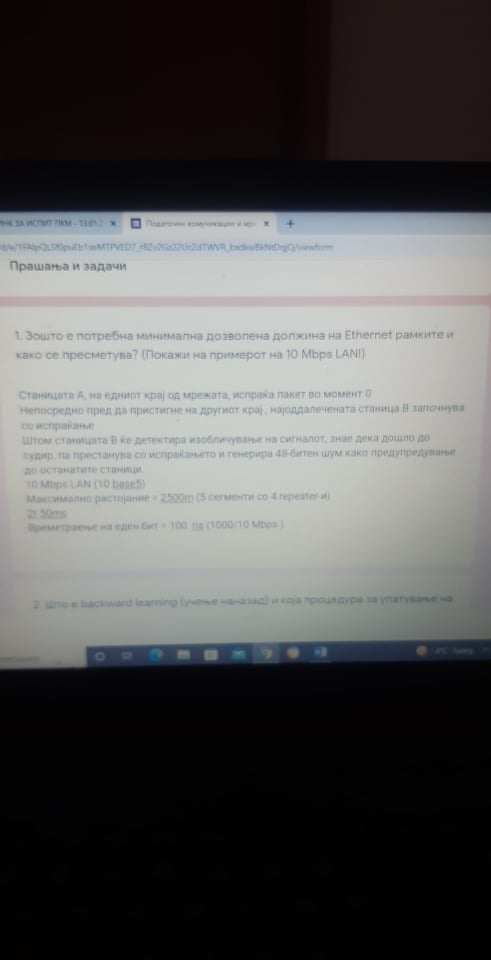 ИНК ЗА ИСПИТ ПКМ - 13.01.2
Податочни комуникации и мре
viewform
Прашања и задачи
1. Зошто е потребна минимална дозволена должина на Ethernet рамките и
како се пресметува? (Покажи на примерот на 10 Mbps LAN!)
Станицата А, на едниот крај од мрежата, испраќа пакет во момент 0
Непосредно пред да пристигне на другиот крај , најоддалечената станица В започнува
со испраќање
Штом станицата В ќе детектира изобличување на сигналот, знае дека дошло до
судир, па престанува со испраќањето и генерира 48-битен шум како предупредување
до останатите станици.
10 Mbps LAN (10 base5)
Максимално растојание = 2500m (5 сегменти со 4 repeater-и)
2t 50ms
Времетраење на еден бит = 100 ns (1000/10 Mbps )
2. Што е backward learning (учење наназад) и која процедура за упатување на
-4°C